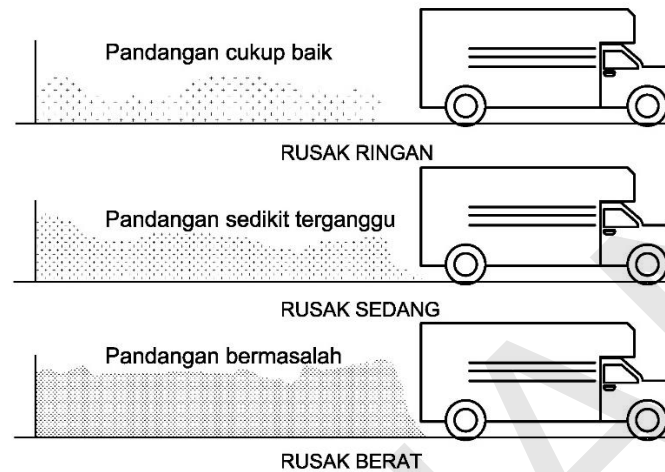 Pandangan cukup baik
RUSAK RINGAN
Pandangan sedikit terganggu
RUSAK SEDANG
Pandangan bermasalah
RUSAK BERAT